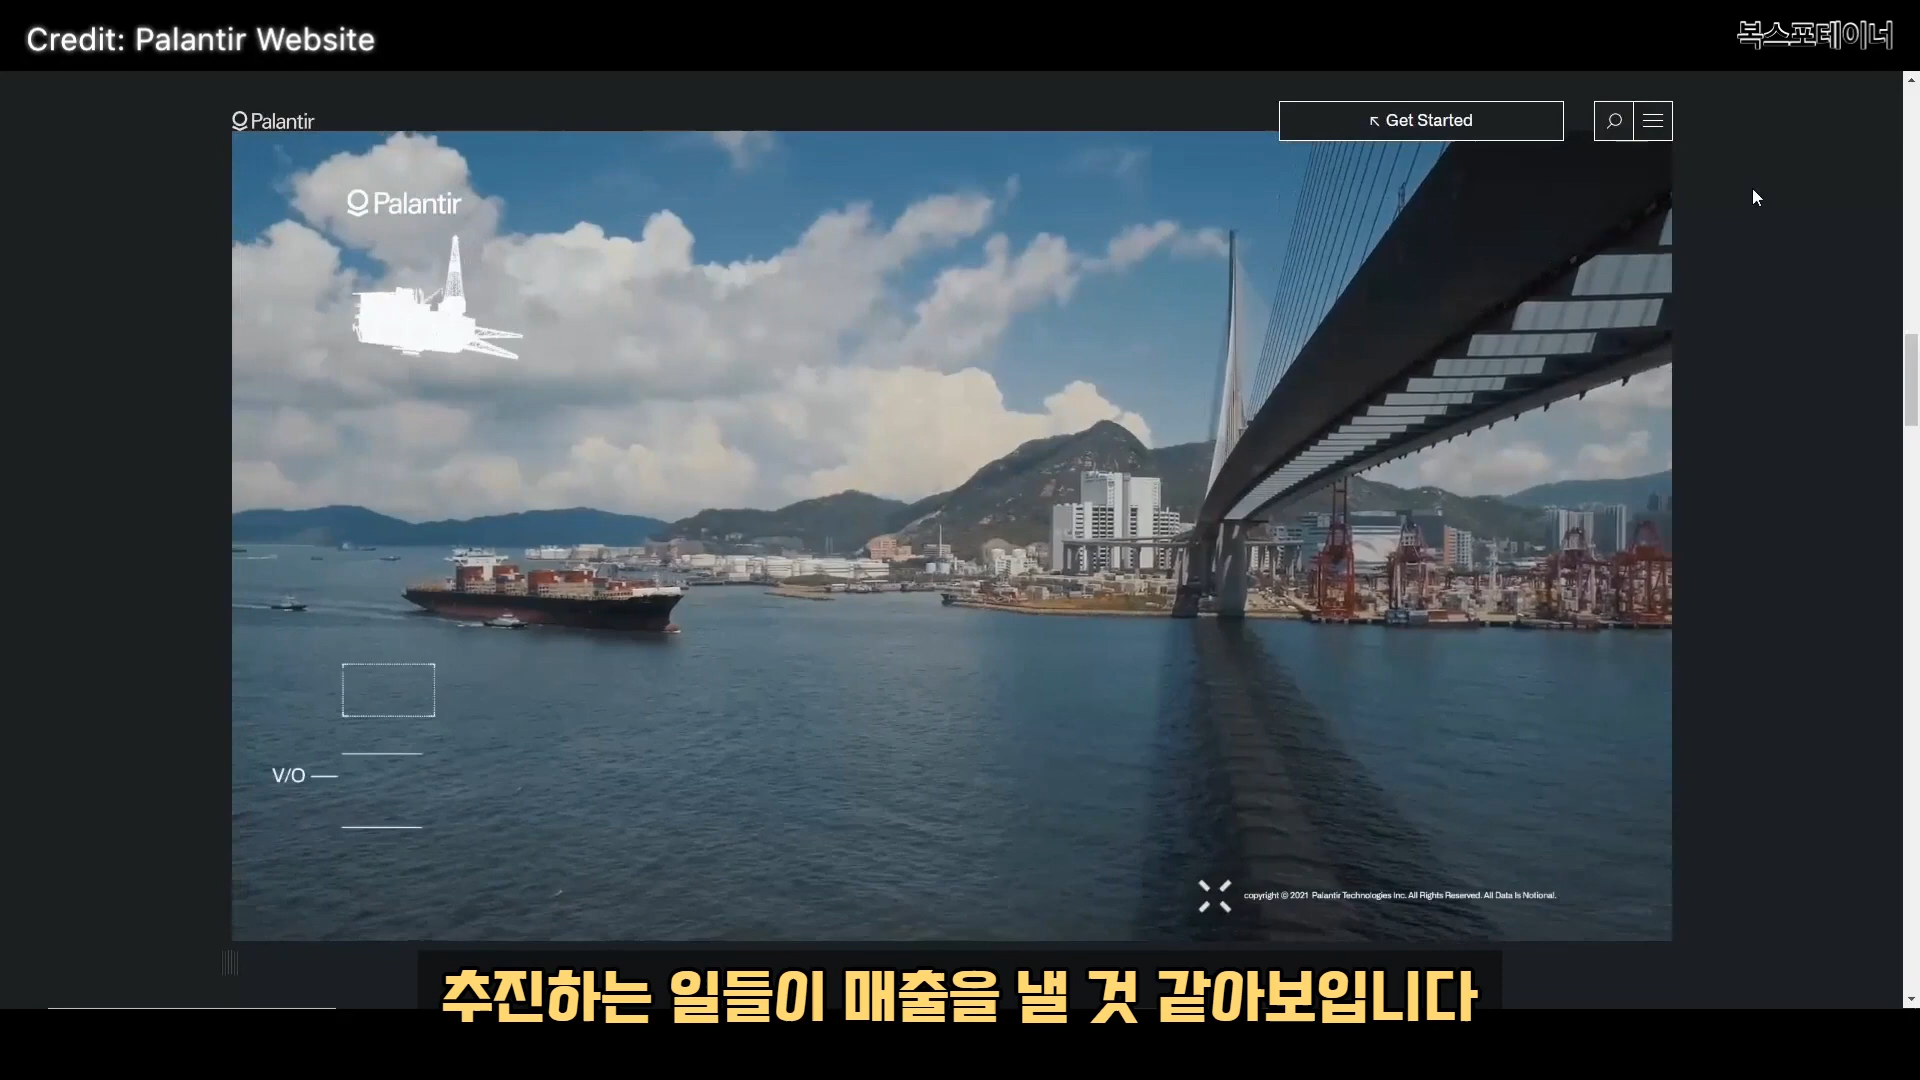 Credit: Palantir Website
복스포테이너
Palantir
Get Started
Palantir
V/O
copyright © 2021 Palantir Technologies Inc. All Rights Reserved. All Data Is Notional.
추진하는 일들이 매출을 낼 것 같아보입니다